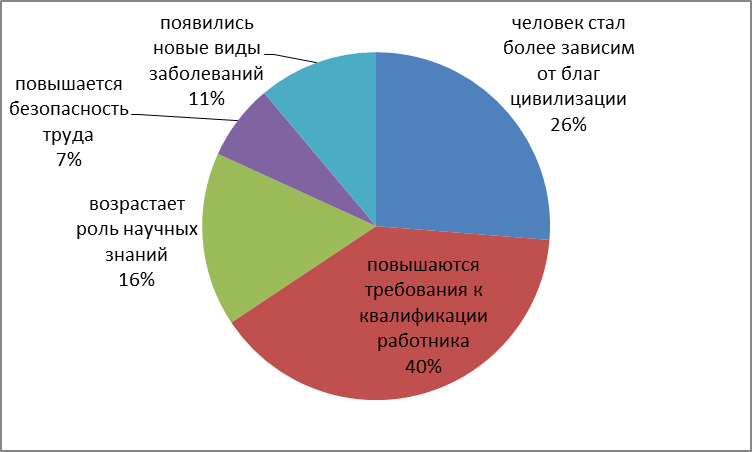 появились
новые виды
заболеваний
11%
человек стал
более зависим
от благ
цивилизации
26%
повышается
безопасность
труда
7%
возрастает
роль научных
знаний
16%
повышаются
требования к
квалификации
работника
40%